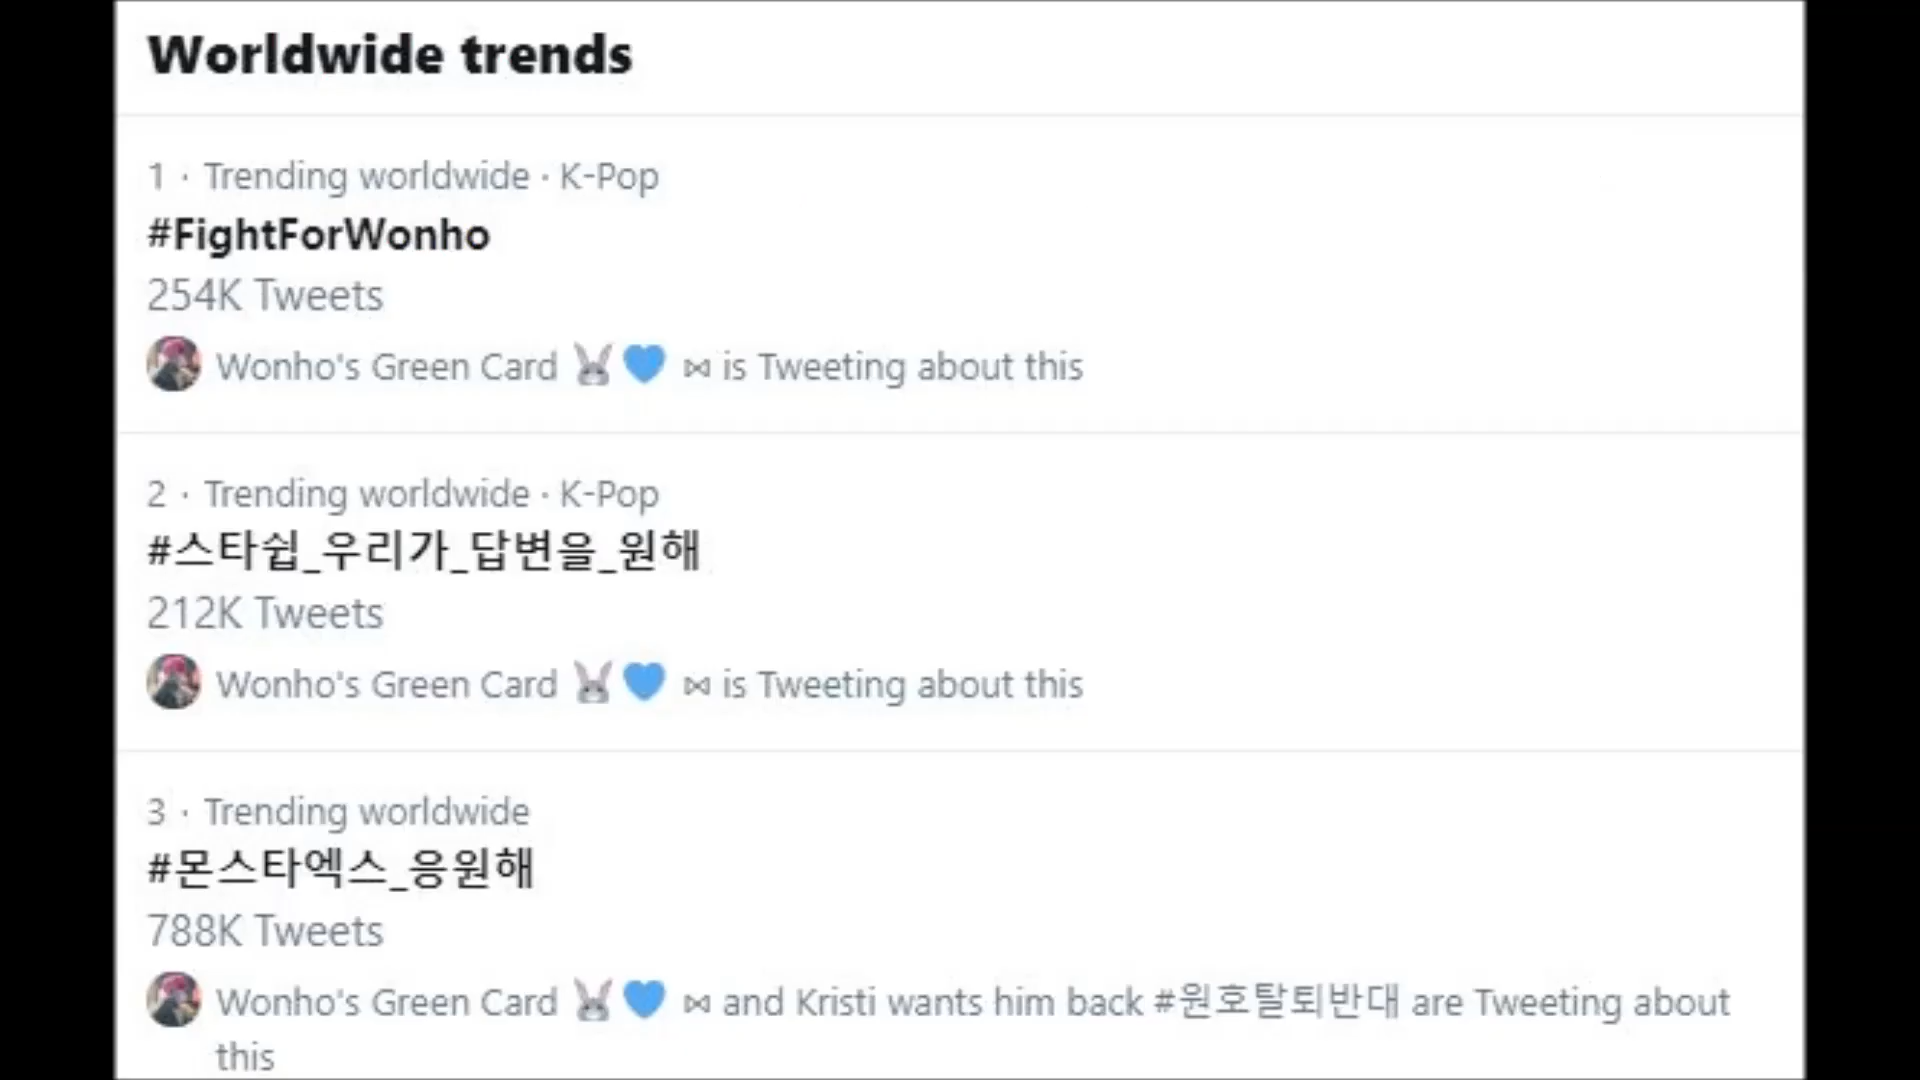 Worldwide trends
1 · Trending worldwide · K-Pop
#FightForWonho
254K Tweets
Wonho's Green Card 🐰💙 ⋈ is Tweeting about this
2 · Trending worldwide · K-Pop
#스타쉽_우리가_답변을_원해
212K Tweets
Wonho's Green Card 🐰💙 ⋈ is Tweeting about this
3 · Trending worldwide
#몬스타엑스_응원해
788K Tweets
Wonho's Green Card 🐰💙 ⋈ and Kristi wants him back #원호탈퇴반대 are Tweeting about
this